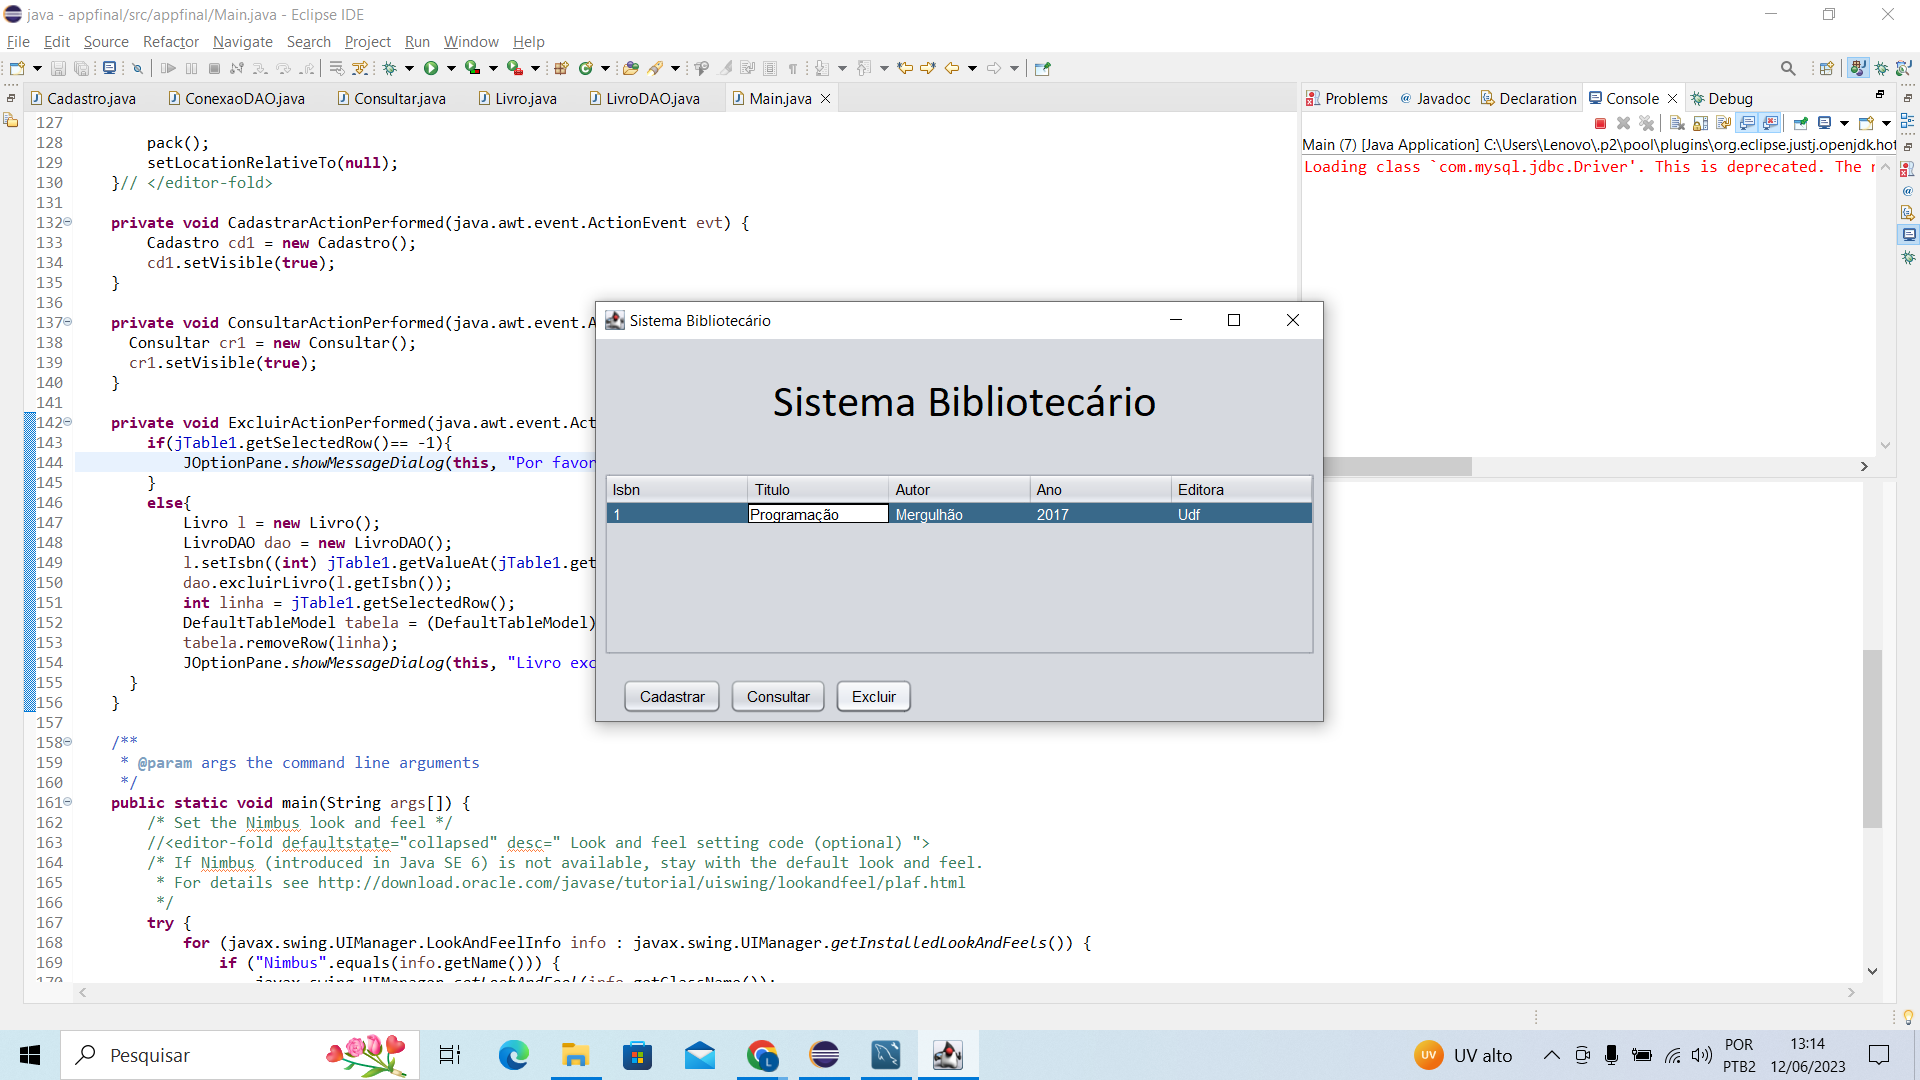 java - appfinal/src/appfinal/Main.java - Eclipse IDE
File Edit Source Refactor Navigate Search Project Run Window Help
Cadastro.java ConexaoDAO.java Consultar.java Livro.java LivroDAO.java Main.java
Problems Javadoc Declaration Console Debug
Main (7) [Java Application] C:\Users\Lenovo\.p2\pool\plugins\org.eclipse.justj.openjdk.hot
Loading class `com.mysql.jdbc.Driver'. This is deprecated. The n
127
128 pack();
129 setLocationRelativeTo(null);
130 }// </editor-fold>
131
132 private void CadastrarActionPerformed(java.awt.event.ActionEvent evt) {
133 Cadastro cd1 = new Cadastro();
134 cd1.setVisible(true);
135 }
136
137 private void ConsultarActionPerformed(java.awt.event.A
138 Consultar cr1 = new Consultar();
139 cr1.setVisible(true);
140 }
141
142 private void ExcluirActionPerformed(java.awt.event.Act
143 if(jTable1.getSelectedRow()== -1){
144 JOptionPane.showMessageDialog(this, "Por favor
145 }
146 else{
147 Livro l = new Livro();
148 LivroDAO dao = new LivroDAO();
149 l.setIsbn((int) jTable1.getValueAt(jTable1.get
150 dao.excluirLivro(l.getIsbn());
151 int linha = jTable1.getSelectedRow();
152 DefaultTableModel tabela = (DefaultTableModel)
153 tabela.removeRow(linha);
154 JOptionPane.showMessageDialog(this, "Livro exc
155 }
156 }
157
158 /**
159 * @param args the command line arguments
160 */
161 public static void main(String args[]) {
162 /* Set the Nimbus look and feel */
163 //<editor-fold defaultstate="collapsed" desc=" Look and feel setting code (optional) ">
164 /* If Nimbus (introduced in Java SE 6) is not available, stay with the default look and feel.
165 * For details see http://download.oracle.com/javase/tutorial/uiswing/lookandfeel/plaf.html
166 */
167 try {
168 for (javax.swing.UIManager.LookAndFeelInfo info : javax.swing.UIManager.getInstalledLookAndFeels()) {
169 if ("Nimbus".equals(info.getName())) {
170 javax.swing.UIManager.setLookAndFeel(info.getClassName());
Sistema Bibliotecário
Sistema Bibliotecário
Isbn Titulo Autor Ano Editora
1 Programação Mergulhão 2017 Udf
Cadastrar Consultar Excluir
Pesquisar
UV UV alto
POR
PTB2
13:14
12/06/2023